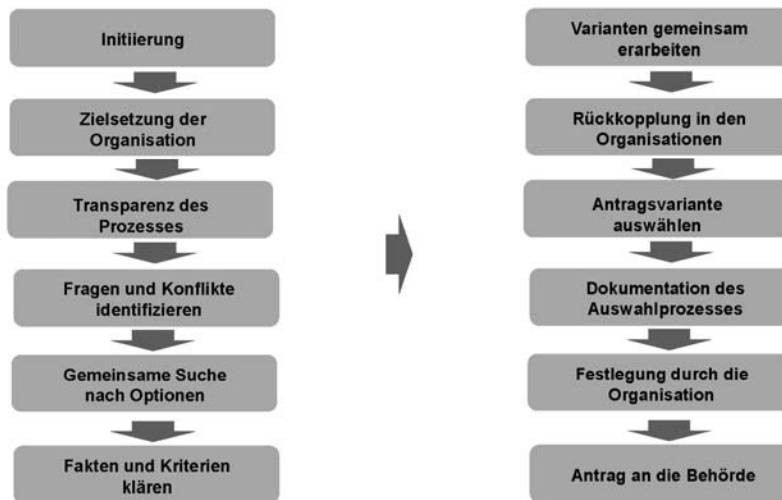 Initiierung
Zielsetzung der
Organisation
Transparenz des
Prozesses
Fragen und Konflikte
identifizieren
Gemeinsame Suche
nach Optionen
Fakten und Kriterien
klären
Varianten gemeinsam
erarbeiten
Rückkopplung in den
Organisationen
Antragsvariante
auswählen
Dokumentation des
Auswahlprozesses
Festlegung durch die
Organisation
Antrag an die Behörde